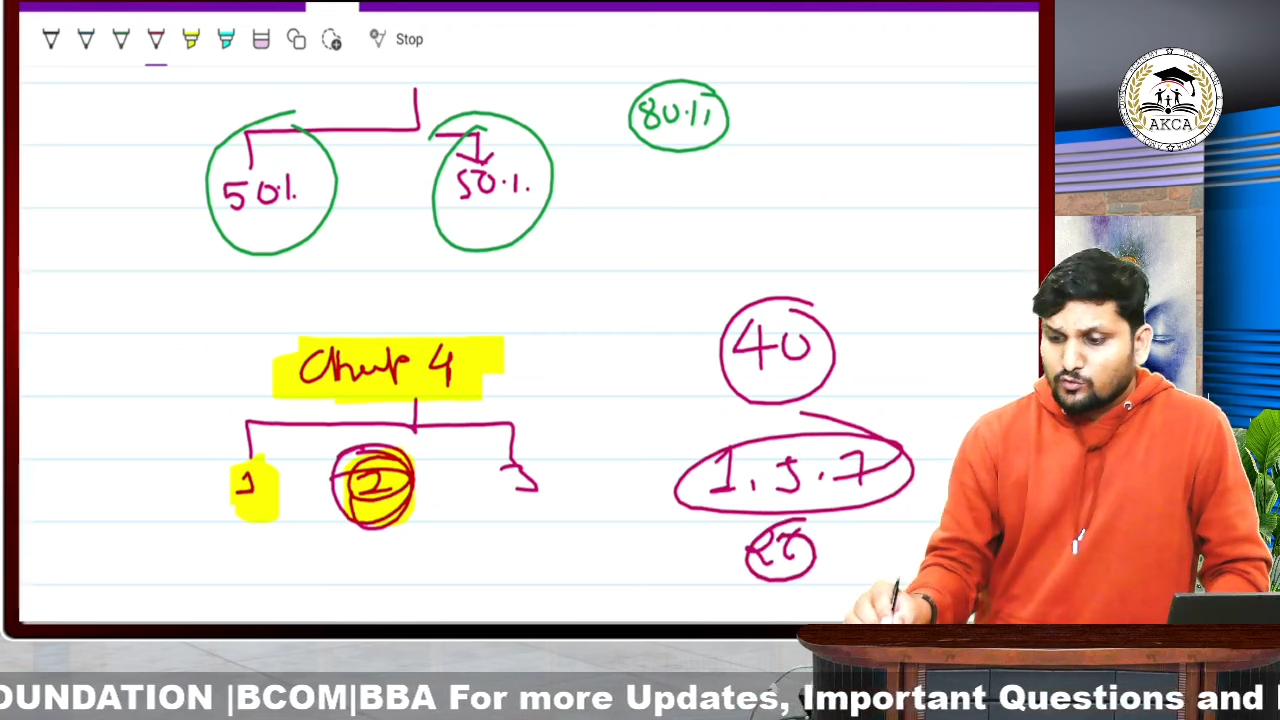 Stop
AKCA
80%
50%
50%
Chap 4
40
1 2 3
1, 5, 7
OUNDATION |BCOM|BBA For more Updates, Important Questions and